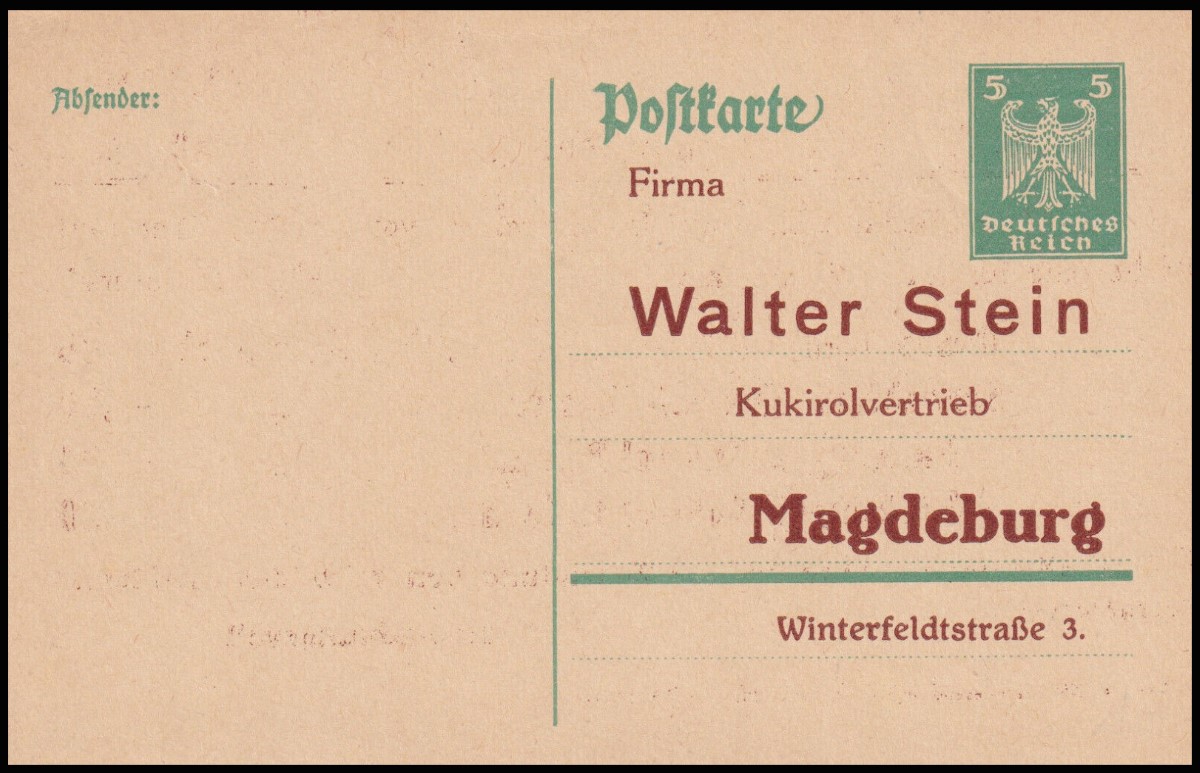 Absender:
Postkarte
5 5
Deutsches
Reich
Firma
Walter Stein
Kukirolvertrieb
Magdeburg
Winterfeldtstraße 3.